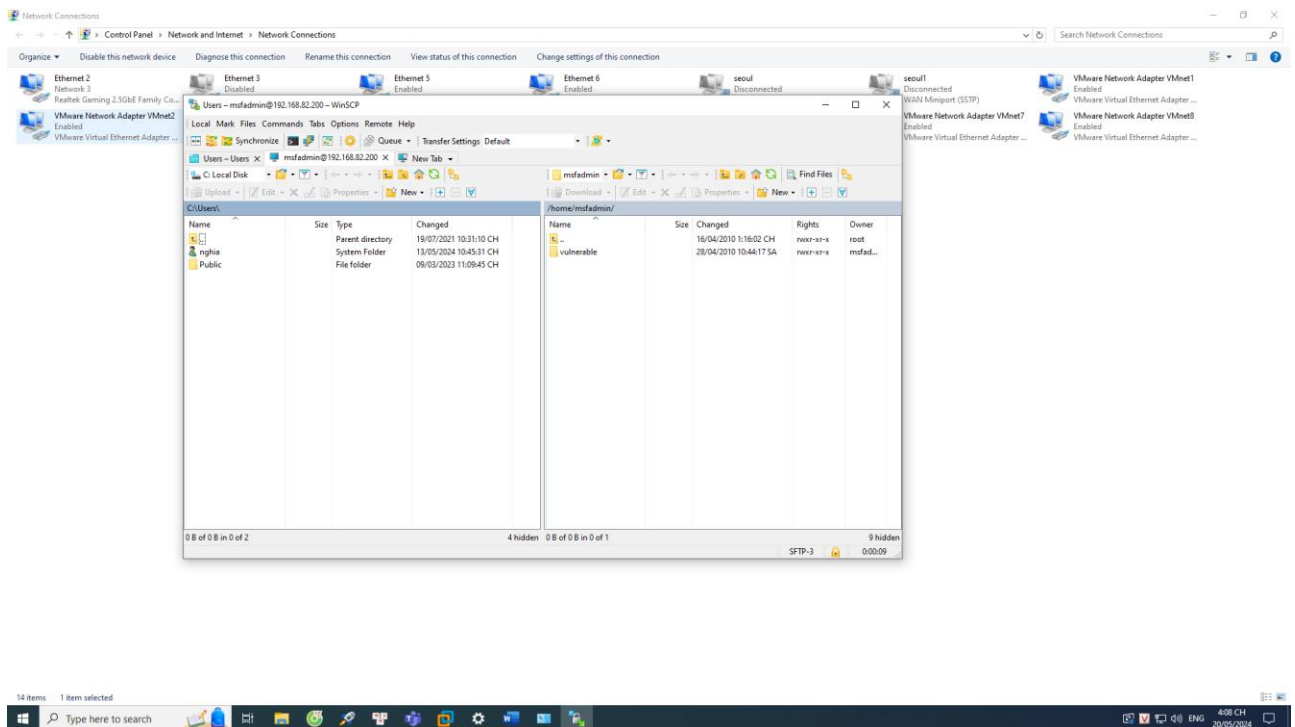 Network Connections
Control Panel > Network and Internet > Network Connections
Search Network Connections
Organize
Disable this network device
Diagnose this connection
Rename this connection
View status of this connection
Change settings of this connection
Ethernet 2
Network 3
Realtek Gaming 2.5GbE Family Co...
Ethernet 3
Disabled
Ethernet 5
Enabled
Ethernet 6
Enabled
seoul
Disconnected
seoul1
Disconnected
WAN Miniport (SSTP)
VMware Network Adapter VMnet1
Enabled
VMware Virtual Ethernet Adapter ...
VMware Network Adapter VMnet2
Enabled
VMware Virtual Ethernet Adapter ...
VMware Network Adapter VMnet7
Enabled
VMware Virtual Ethernet Adapter ...
VMware Network Adapter VMnet8
Enabled
VMware Virtual Ethernet Adapter ...
Users – msfadmin@192.168.82.200 – WinSCP
Local Mark Files Commands Tabs Options Remote Help
Synchronize Queue Transfer Settings Default
Users – Users msfadmin@192.168.82.200 New Tab
C: Local Disk
Upload Edit Properties New
C:\Users\
Name Size Type Changed
.. Parent directory 19/07/2021 10:31:10 CH
nghia System Folder 13/05/2024 10:45:31 CH
Public File folder 09/03/2023 11:09:45 CH
0 B of 0 B in 0 of 2 4 hidden
msfadmin Find Files
Download Edit Properties New
/home/msfadmin/
Name Size Changed Rights Owner
.. 16/04/2010 1:16:02 CH rwxr-xr-x root
vulnerable 28/04/2010 10:44:17 SA rwxr-xr-x msfad...
0 B of 0 B in 0 of 1 9 hidden
SFTP-3 0:00:09
14 items 1 item selected
Type here to search
ENG
4:08 CH
20/05/2024